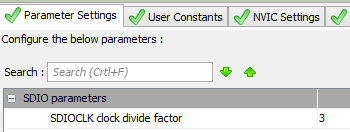 Parameter Settings User Constants NVIC Settings
Configure the below parameters :
Search : Search (Crtl+F)
SDIO parameters
SDIOCLK clock divide factor 3